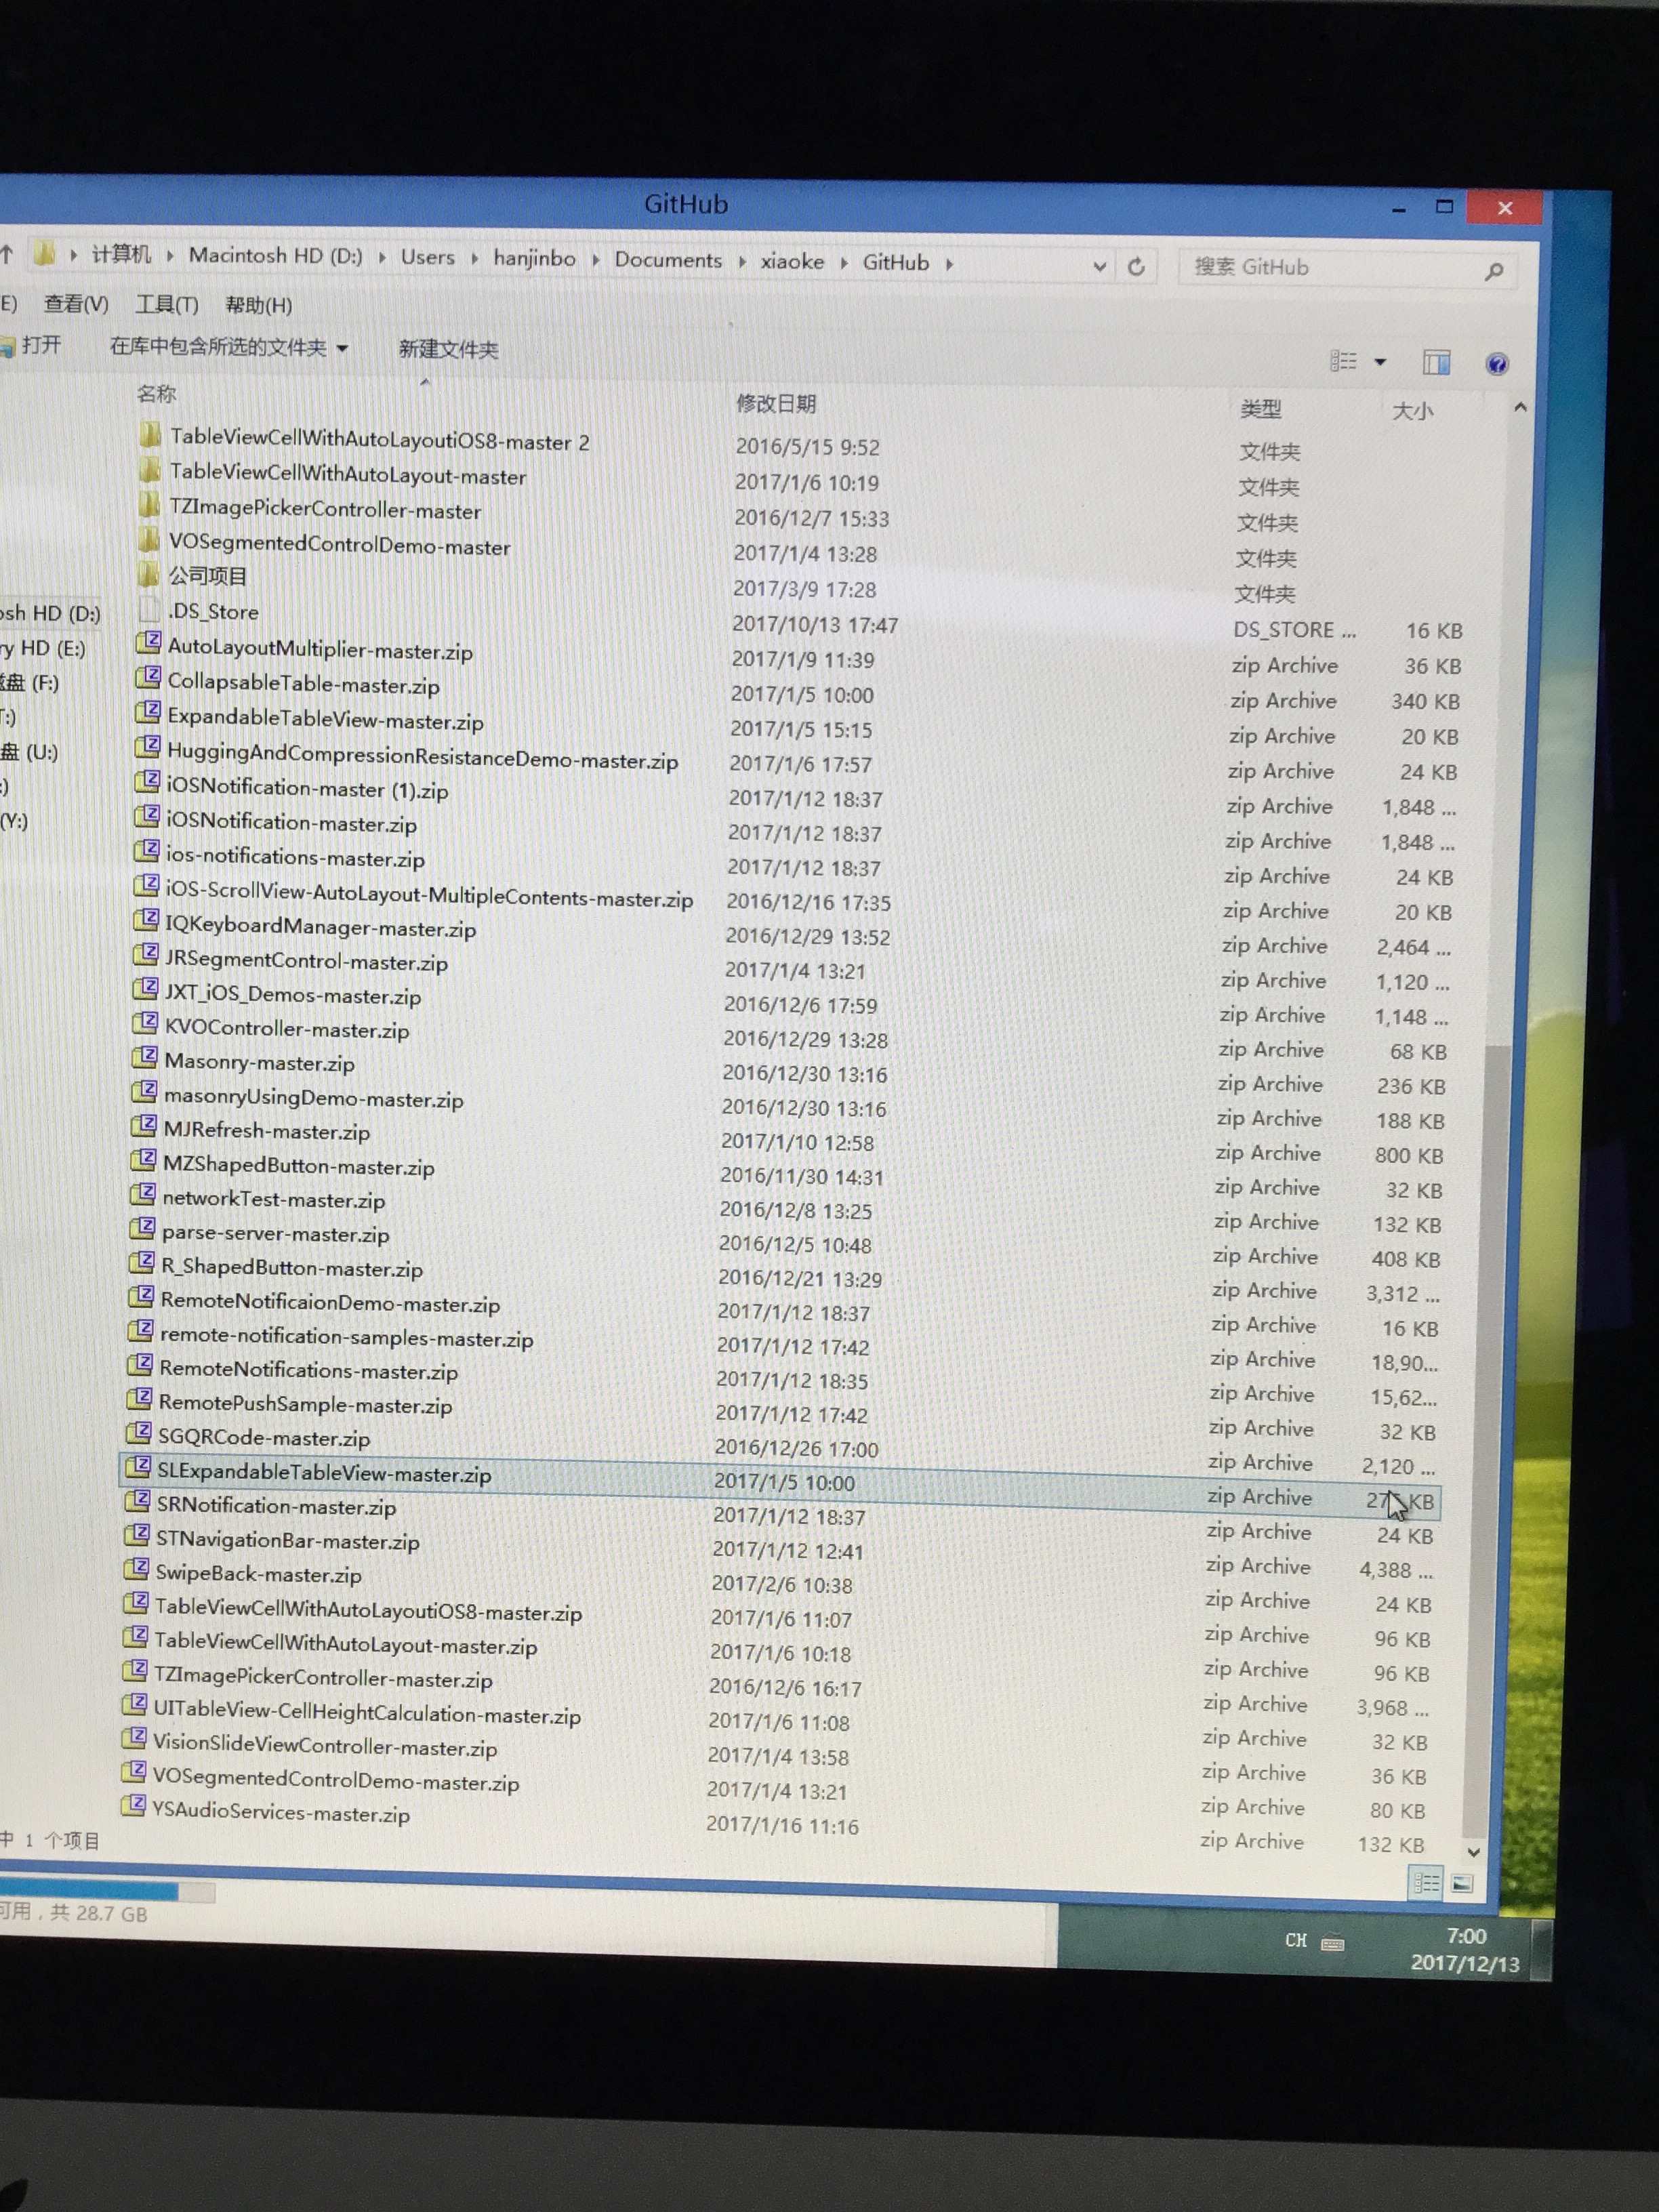 GitHub
计算机 Macintosh HD (D:) Users hanjinbo Documents xiaoke GitHub 搜索 GitHub
E) 查看(V) 工具(T) 帮助(H)
打开 在库中包含所选的文件夹 新建文件夹
名称 修改日期 类型 大小
TableViewCellWithAutoLayoutiOS8-master 2 2016/5/15 9:52 文件夹
TableViewCellWithAutoLayout-master 2017/1/6 10:19 文件夹
TZImagePickerController-master 2016/12/7 15:33 文件夹
VOSegmentedControlDemo-master 2017/1/4 13:28 文件夹
公司项目 2017/3/9 17:28 文件夹
osh HD (D:) .DS_Store 2017/10/13 17:47 DS_STORE ... 16 KB
ry HD (E:) AutoLayoutMultiplier-master.zip 2017/1/9 11:39 zip Archive 36 KB
盘 (F:) CollapsableTable-master.zip 2017/1/5 10:00 zip Archive 340 KB
:) ExpandableTableView-master.zip 2017/1/5 15:15 zip Archive 20 KB
盘 (U:) HuggingAndCompressionResistanceDemo-master.zip 2017/1/6 17:57 zip Archive 24 KB
:) iOSNotification-master (1).zip 2017/1/12 18:37 zip Archive 1,848 ...
(Y:) iOSNotification-master.zip 2017/1/12 18:37 zip Archive 1,848 ...
ios-notifications-master.zip 2017/1/12 18:37 zip Archive 24 KB
iOS-ScrollView-AutoLayout-MultipleContents-master.zip 2016/12/16 17:35 zip Archive 20 KB
IQKeyboardManager-master.zip 2016/12/29 13:52 zip Archive 2,464 ...
JRSegmentControl-master.zip 2017/1/4 13:21 zip Archive 1,120 ...
JXT_iOS_Demos-master.zip 2016/12/6 17:59 zip Archive 1,148 ...
KVOController-master.zip 2016/12/29 13:28 zip Archive 68 KB
Masonry-master.zip 2016/12/30 13:16 zip Archive 236 KB
masonryUsingDemo-master.zip 2016/12/30 13:16 zip Archive 188 KB
MJRefresh-master.zip 2017/1/10 12:58 zip Archive 800 KB
MZShapedButton-master.zip 2016/11/30 14:31 zip Archive 32 KB
networkTest-master.zip 2016/12/8 13:25 zip Archive 132 KB
parse-server-master.zip 2016/12/5 10:48 zip Archive 408 KB
R_ShapedButton-master.zip 2016/12/21 13:29 zip Archive 3,312 ...
RemoteNotificaionDemo-master.zip 2017/1/12 18:37 zip Archive 16 KB
remote-notification-samples-master.zip 2017/1/12 17:42 zip Archive 18,90...
RemoteNotifications-master.zip 2017/1/12 18:35 zip Archive 15,62...
RemotePushSample-master.zip 2017/1/12 17:42 zip Archive 32 KB
SGQRCode-master.zip 2016/12/26 17:00 zip Archive 2,120 ...
SLExpandableTableView-master.zip 2017/1/5 10:00 zip Archive KB
SRNotification-master.zip 2017/1/12 18:37 zip Archive 24 KB
STNavigationBar-master.zip 2017/1/12 12:41 zip Archive 4,388 ...
SwipeBack-master.zip 2017/2/6 10:38 zip Archive 24 KB
TableViewCellWithAutoLayoutiOS8-master.zip 2017/1/6 11:07 zip Archive 96 KB
TableViewCellWithAutoLayout-master.zip 2017/1/6 10:18 zip Archive 96 KB
TZImagePickerController-master.zip 2016/12/6 16:17 zip Archive 3,968 ...
UITableView-CellHeightCalculation-master.zip 2017/1/6 11:08 zip Archive 32 KB
VisionSlideViewController-master.zip 2017/1/4 13:58 zip Archive 36 KB
VOSegmentedControlDemo-master.zip 2017/1/4 13:21 zip Archive 80 KB
YSAudioServices-master.zip 2017/1/16 11:16 zip Archive 132 KB
中 1 个项目
可用，共 28.7 GB
CH 7:00
2017/12/13